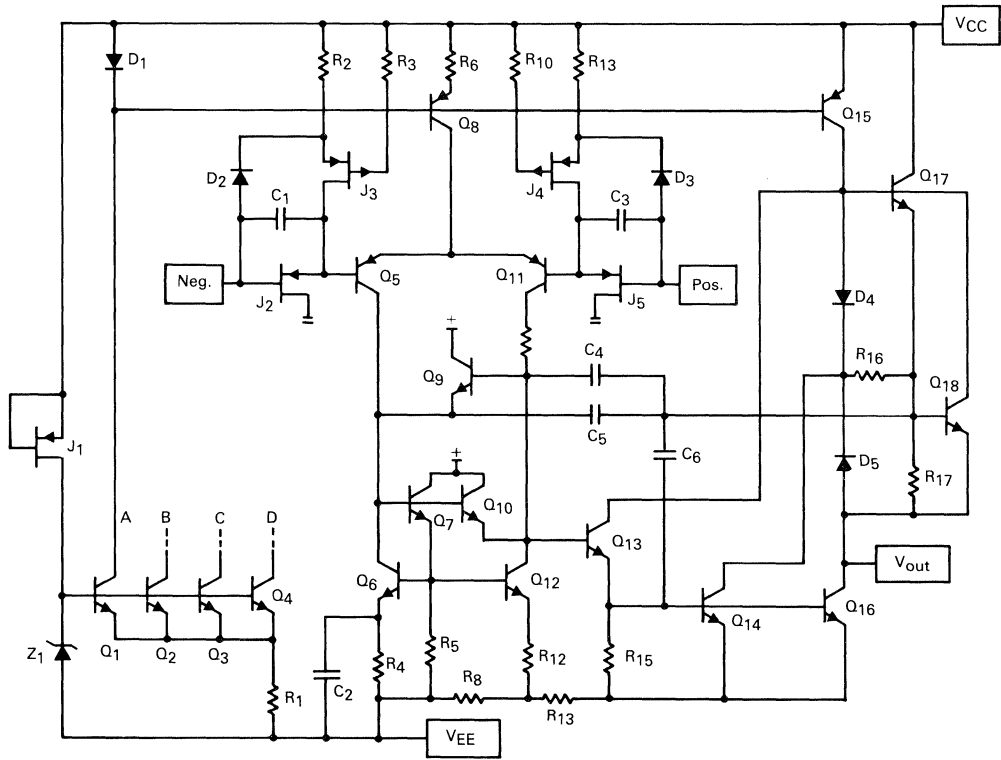 VCC
D1
R2
R3
R6
R10
R13
Q8
Q15
D2
J3
J4
D3
Q17
C1
C3
Neg.
J2
Q5
Q11
J5
Pos.
D4
+
R16
Q9
C4
Q18
J1
C5
C6
D5
R17
+
A
B
C
D
Q7
Q10
Q13
Vout
Q6
Q12
Q4
Q14
Q16
Z1
Q1
Q2
Q3
R5
R12
R15
R4
C2
R8
R1
R13
VEE